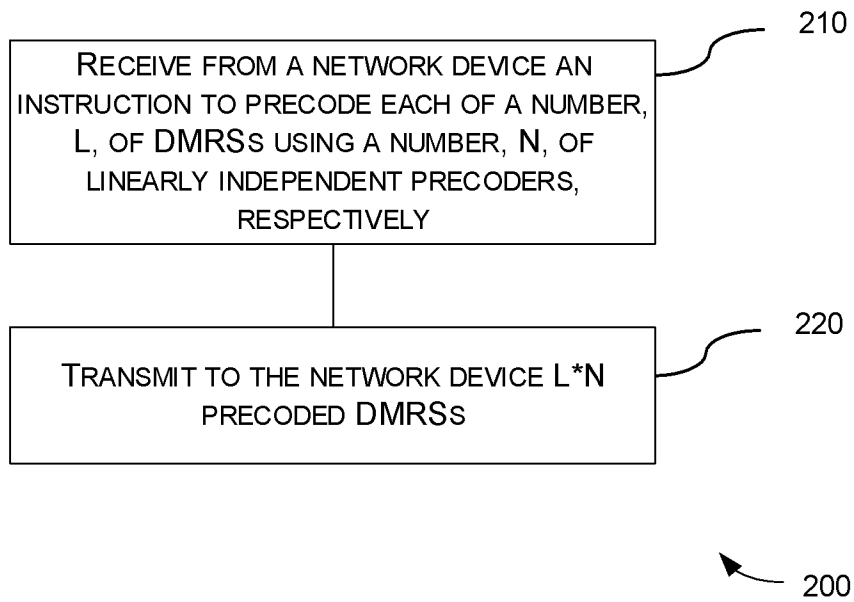 210
RECEIVE FROM A NETWORK DEVICE AN
INSTRUCTION TO PRECODE EACH OF A NUMBER,
L, OF DMRSS USING A NUMBER, N, OF
LINEARLY INDEPENDENT PRECODERS,
RESPECTIVELY
220
TRANSMIT TO THE NETWORK DEVICE L*N
PRECODED DMRSS
200